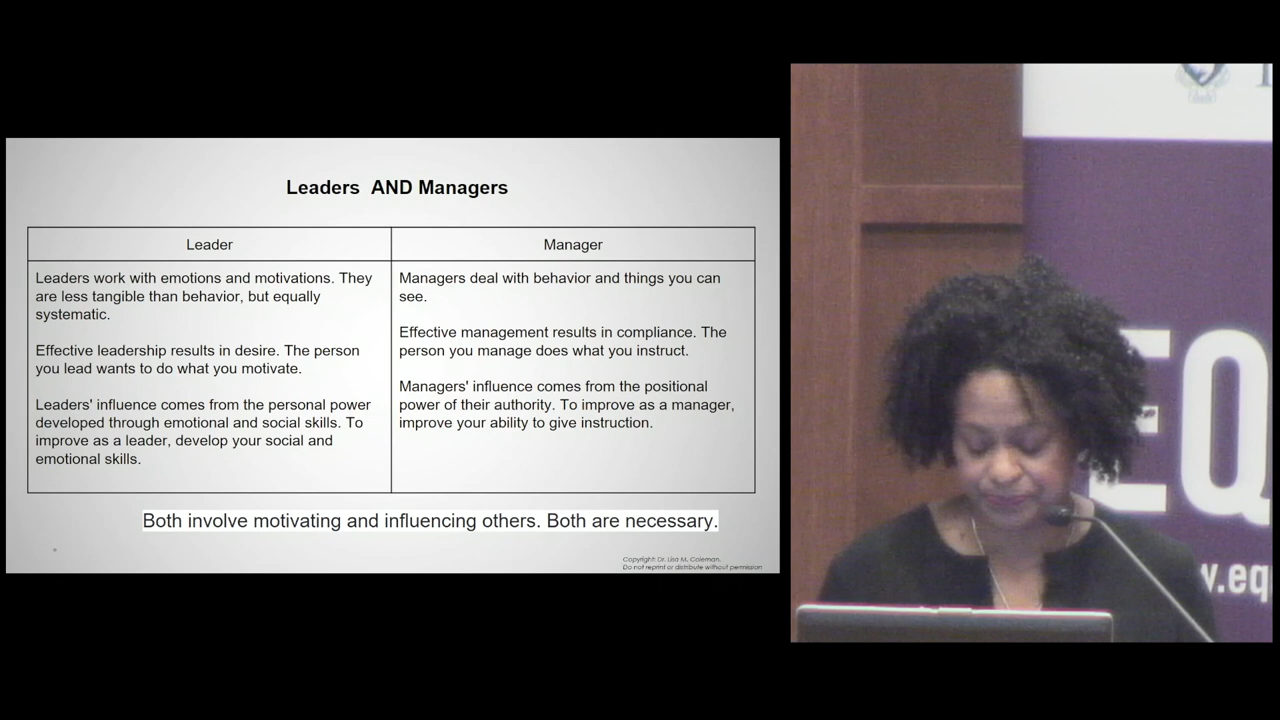 Leaders AND Managers
Leader
Manager
Leaders work with emotions and motivations. They
are less tangible than behavior, but equally
systematic.
Effective leadership results in desire. The person
you lead wants to do what you motivate.
Leaders' influence comes from the personal power
developed through emotional and social skills. To
improve as a leader, develop your social and
emotional skills.
Managers deal with behavior and things you can
see.
Effective management results in compliance. The
person you manage does what you instruct.
Managers' influence comes from the positional
power of their authority. To improve as a manager,
improve your ability to give instruction.
Both involve motivating and influencing others. Both are necessary.
Copyright: Dr. Lisa M. Coleman.
Do not reprint or distribute without permission
EQ
w.eq